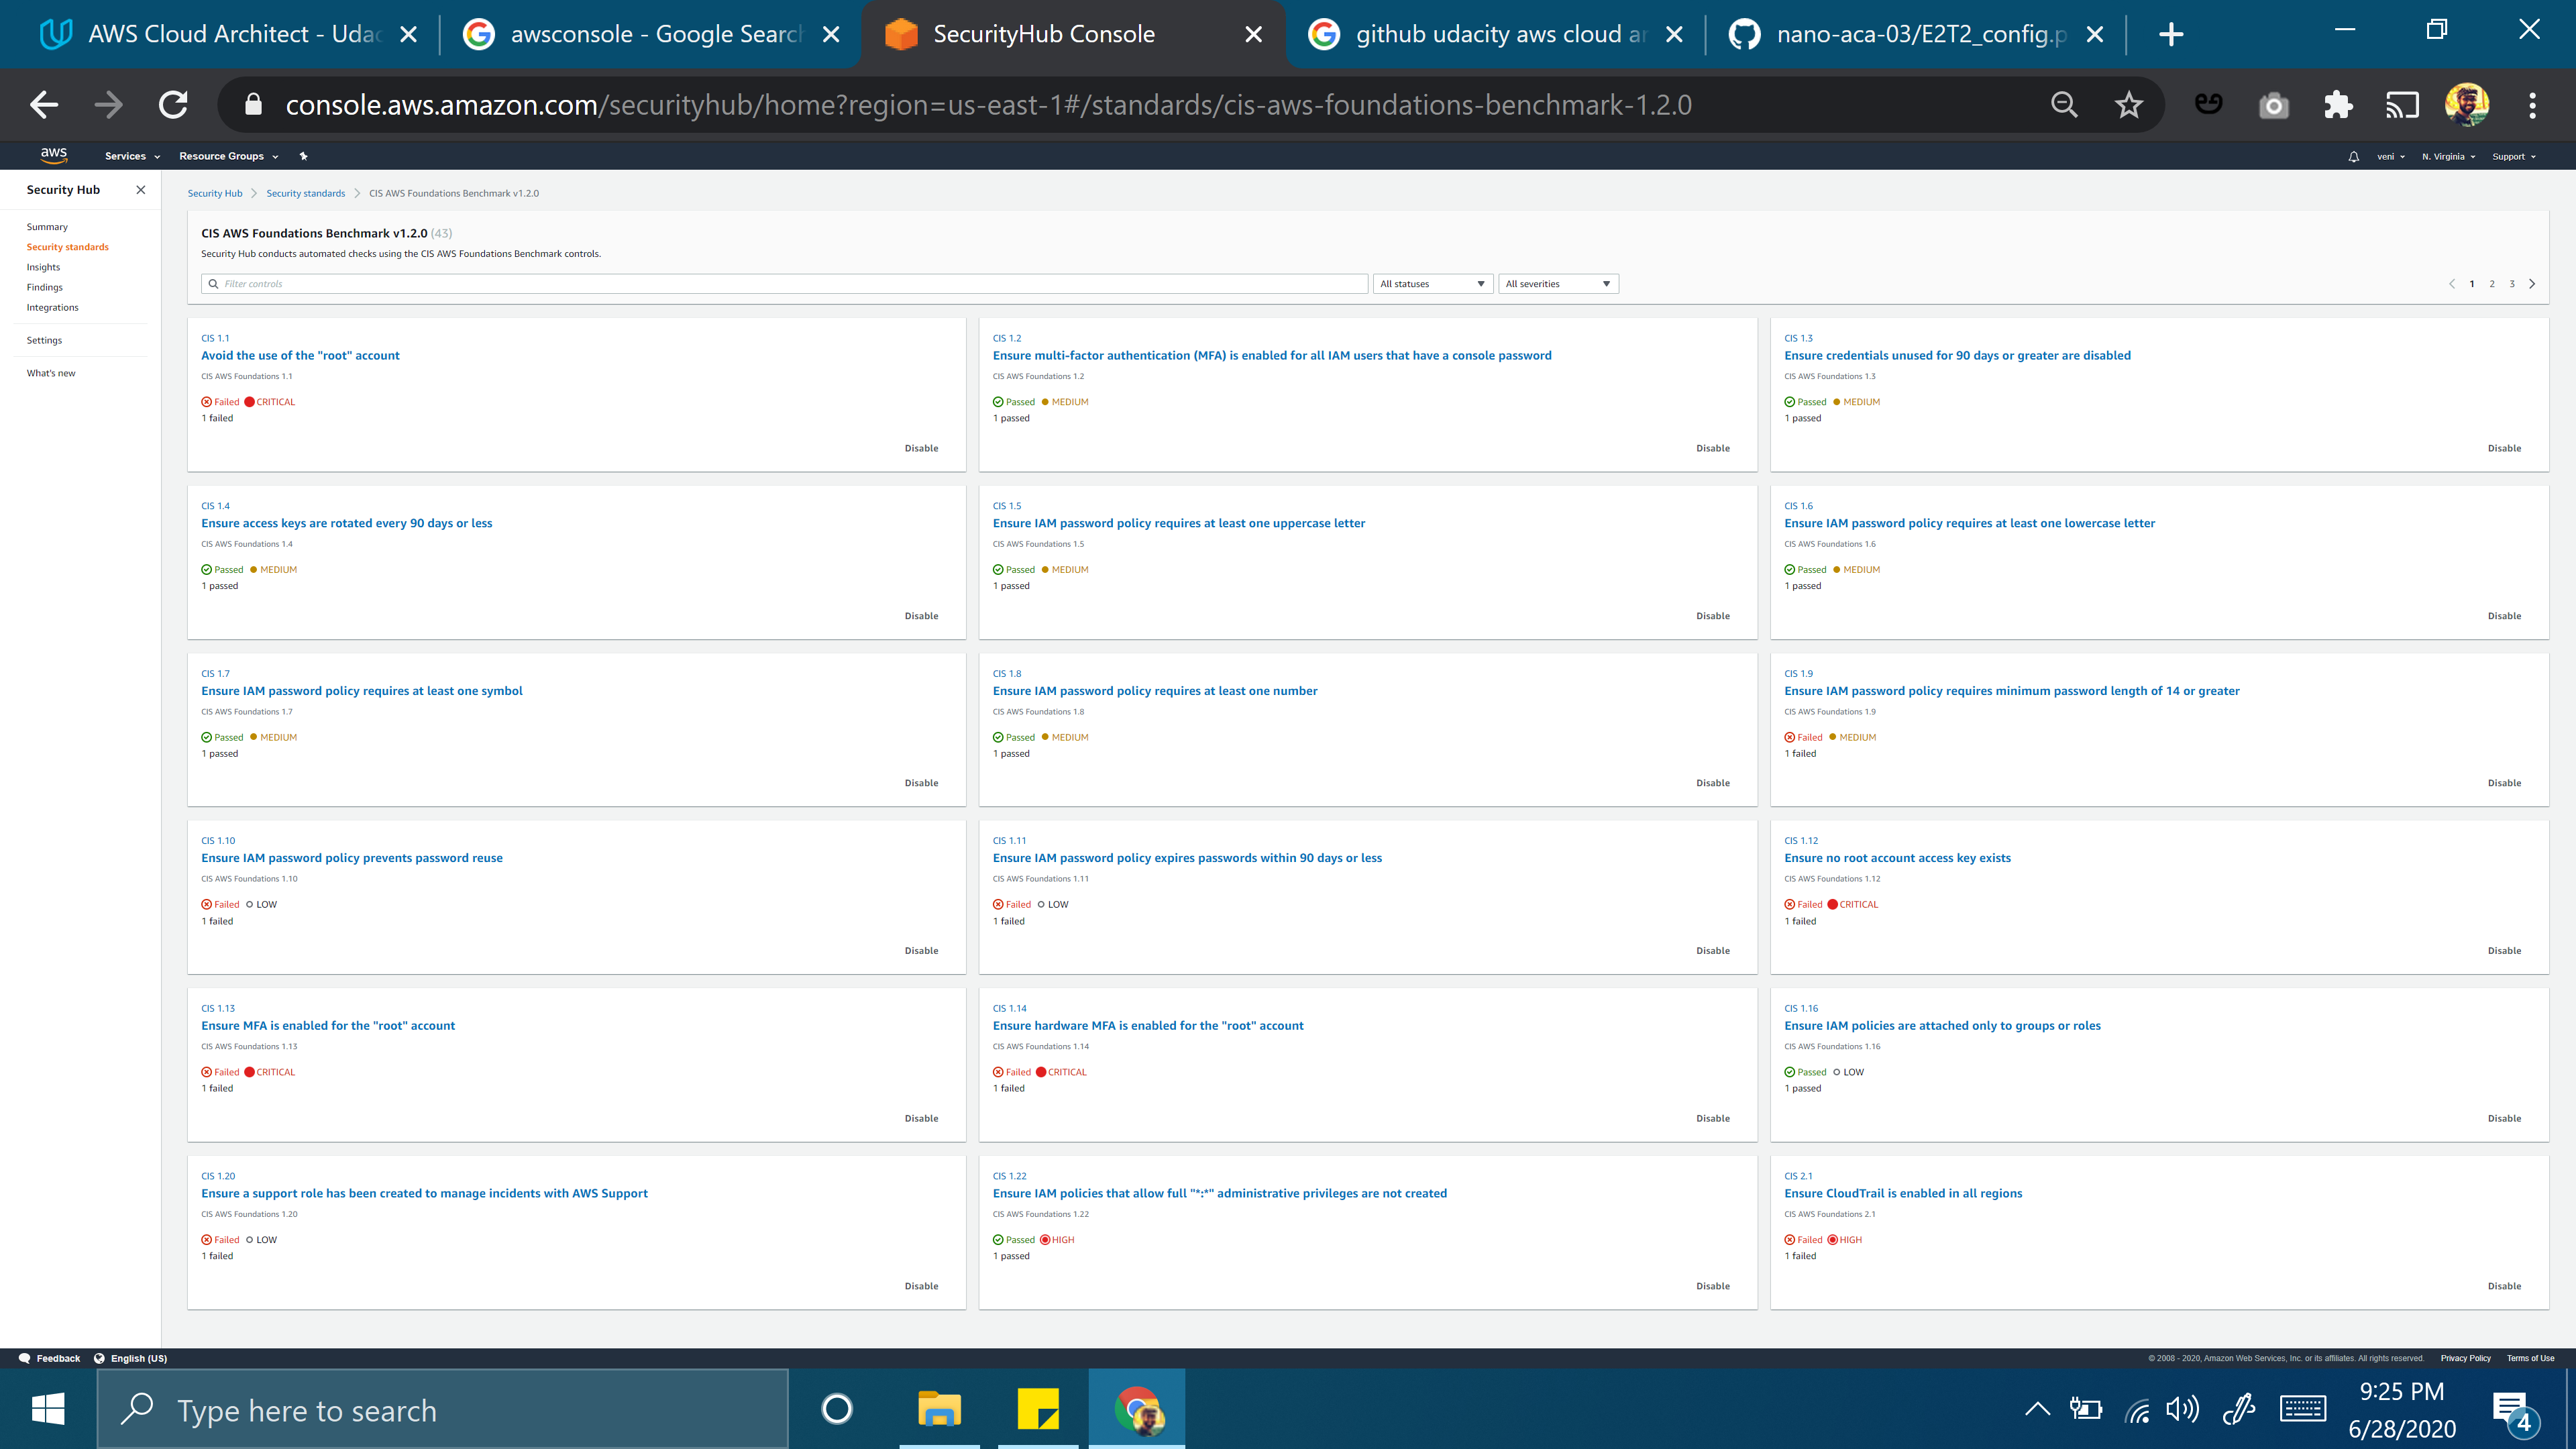 AWS Cloud Architect - Udac
awsconsole - Google Search
SecurityHub Console
github udacity aws cloud ar
nano-aca-03/E2T2_config.p
console.aws.amazon.com/securityhub/home?region=us-east-1#/standards/cis-aws-foundations-benchmark-1.2.0
aws Services Resource Groups veni N. Virginia Support
Security Hub
Summary
Security standards
Insights
Findings
Integrations
Settings
What's new
Security Hub Security standards CIS AWS Foundations Benchmark v1.2.0
CIS AWS Foundations Benchmark v1.2.0 (43)
Security Hub conducts automated checks using the CIS AWS Foundations Benchmark controls.
Filter controls All statuses All severities 1 2 3
CIS 1.1
Avoid the use of the "root" account
CIS AWS Foundations 1.1
Failed CRITICAL
1 failed
Disable
CIS 1.2
Ensure multi-factor authentication (MFA) is enabled for all IAM users that have a console password
CIS AWS Foundations 1.2
Passed MEDIUM
1 passed
Disable
CIS 1.3
Ensure credentials unused for 90 days or greater are disabled
CIS AWS Foundations 1.3
Passed MEDIUM
1 passed
Disable
CIS 1.4
Ensure access keys are rotated every 90 days or less
CIS AWS Foundations 1.4
Passed MEDIUM
1 passed
Disable
CIS 1.5
Ensure IAM password policy requires at least one uppercase letter
CIS AWS Foundations 1.5
Passed MEDIUM
1 passed
Disable
CIS 1.6
Ensure IAM password policy requires at least one lowercase letter
CIS AWS Foundations 1.6
Passed MEDIUM
1 passed
Disable
CIS 1.7
Ensure IAM password policy requires at least one symbol
CIS AWS Foundations 1.7
Passed MEDIUM
1 passed
Disable
CIS 1.8
Ensure IAM password policy requires at least one number
CIS AWS Foundations 1.8
Passed MEDIUM
1 passed
Disable
CIS 1.9
Ensure IAM password policy requires minimum password length of 14 or greater
CIS AWS Foundations 1.9
Failed MEDIUM
1 failed
Disable
CIS 1.10
Ensure IAM password policy prevents password reuse
CIS AWS Foundations 1.10
Failed LOW
1 failed
Disable
CIS 1.11
Ensure IAM password policy expires passwords within 90 days or less
CIS AWS Foundations 1.11
Failed LOW
1 failed
Disable
CIS 1.12
Ensure no root account access key exists
CIS AWS Foundations 1.12
Failed CRITICAL
1 failed
Disable
CIS 1.13
Ensure MFA is enabled for the "root" account
CIS AWS Foundations 1.13
Failed CRITICAL
1 failed
Disable
CIS 1.14
Ensure hardware MFA is enabled for the "root" account
CIS AWS Foundations 1.14
Failed CRITICAL
1 failed
Disable
CIS 1.16
Ensure IAM policies are attached only to groups or roles
CIS AWS Foundations 1.16
Passed LOW
1 passed
Disable
CIS 1.20
Ensure a support role has been created to manage incidents with AWS Support
CIS AWS Foundations 1.20
Failed LOW
1 failed
Disable
CIS 1.22
Ensure IAM policies that allow full "*:*" administrative privileges are not created
CIS AWS Foundations 1.22
Passed HIGH
1 passed
Disable
CIS 2.1
Ensure CloudTrail is enabled in all regions
CIS AWS Foundations 2.1
Failed HIGH
1 failed
Disable
Feedback English (US) © 2008 - 2020, Amazon Web Services, Inc. or its affiliates. All rights reserved. Privacy Policy Terms of Use
Type here to search
9:25 PM
6/28/2020
4